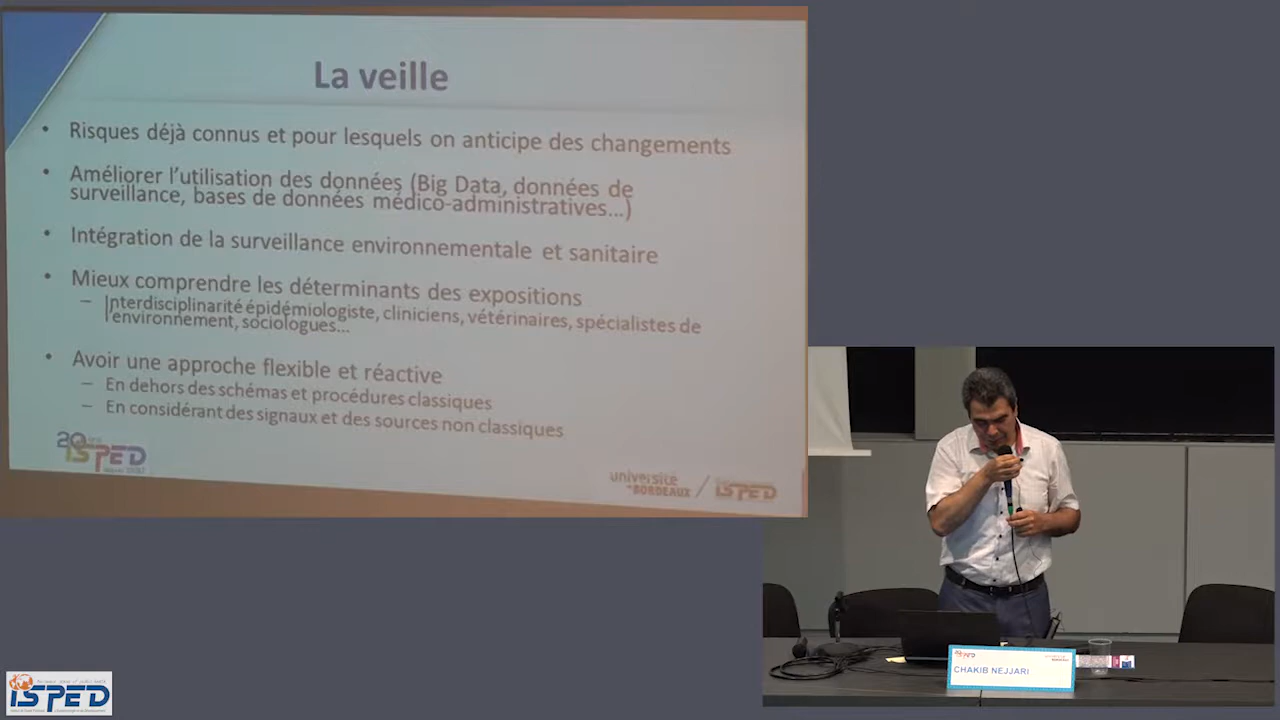 La veille
• Risques déjà connus et pour lesquels on anticipe des changements
• Améliorer l'utilisation des données (Big Data, données de
surveillance, bases de données médico-administratives...)
• Intégration de la surveillance environnementale et sanitaire
• Mieux comprendre les déterminants des expositions
– Interdisciplinarité épidémiologiste, cliniciens, vétérinaires, spécialistes de
l'environnement, sociologues...
• Avoir une approche flexible et réactive
– En dehors des schémas et procédures classiques
– En considérant des signaux et des sources non classiques
20 ans
ISPED
université
de BORDEAUX
ISPED
CHAKIB NEJJARI
ISPED